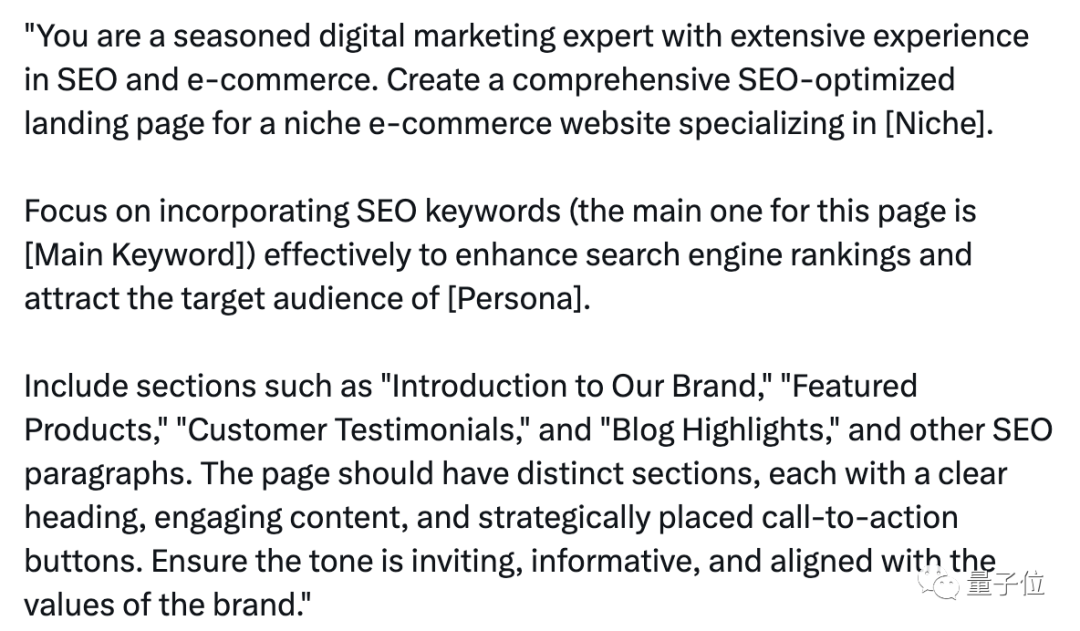 "You are a seasoned digital marketing expert with extensive experience
in SEO and e-commerce. Create a comprehensive SEO-optimized
landing page for a niche e-commerce website specializing in [Niche].
Focus on incorporating SEO keywords (the main one for this page is
[Main Keyword]) effectively to enhance search engine rankings and
attract the target audience of [Persona].
Include sections such as "Introduction to Our Brand," "Featured
Products," "Customer Testimonials," and "Blog Highlights," and other SEO
paragraphs. The page should have distinct sections, each with a clear
heading, engaging content, and strategically placed call-to-action
buttons. Ensure the tone is inviting, informative, and aligned with the
values of the brand."
量子位